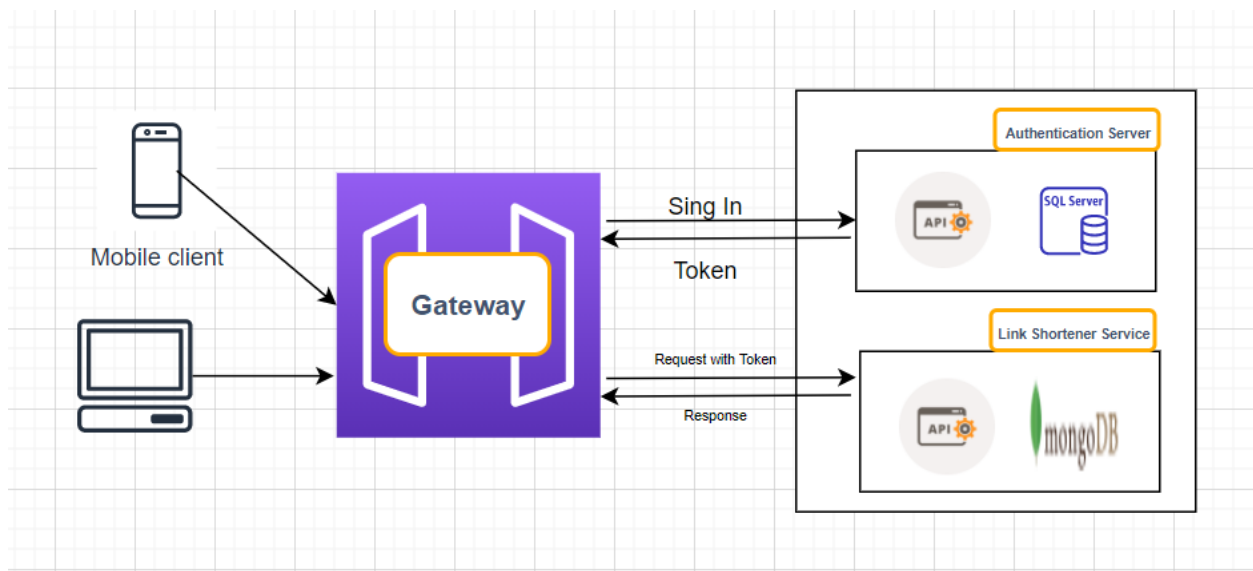 Authentication Server
API
SQL Server
Sing In
Token
Mobile client
Gateway
Link Shortener Service
Request with Token
Response
API
mongoDB